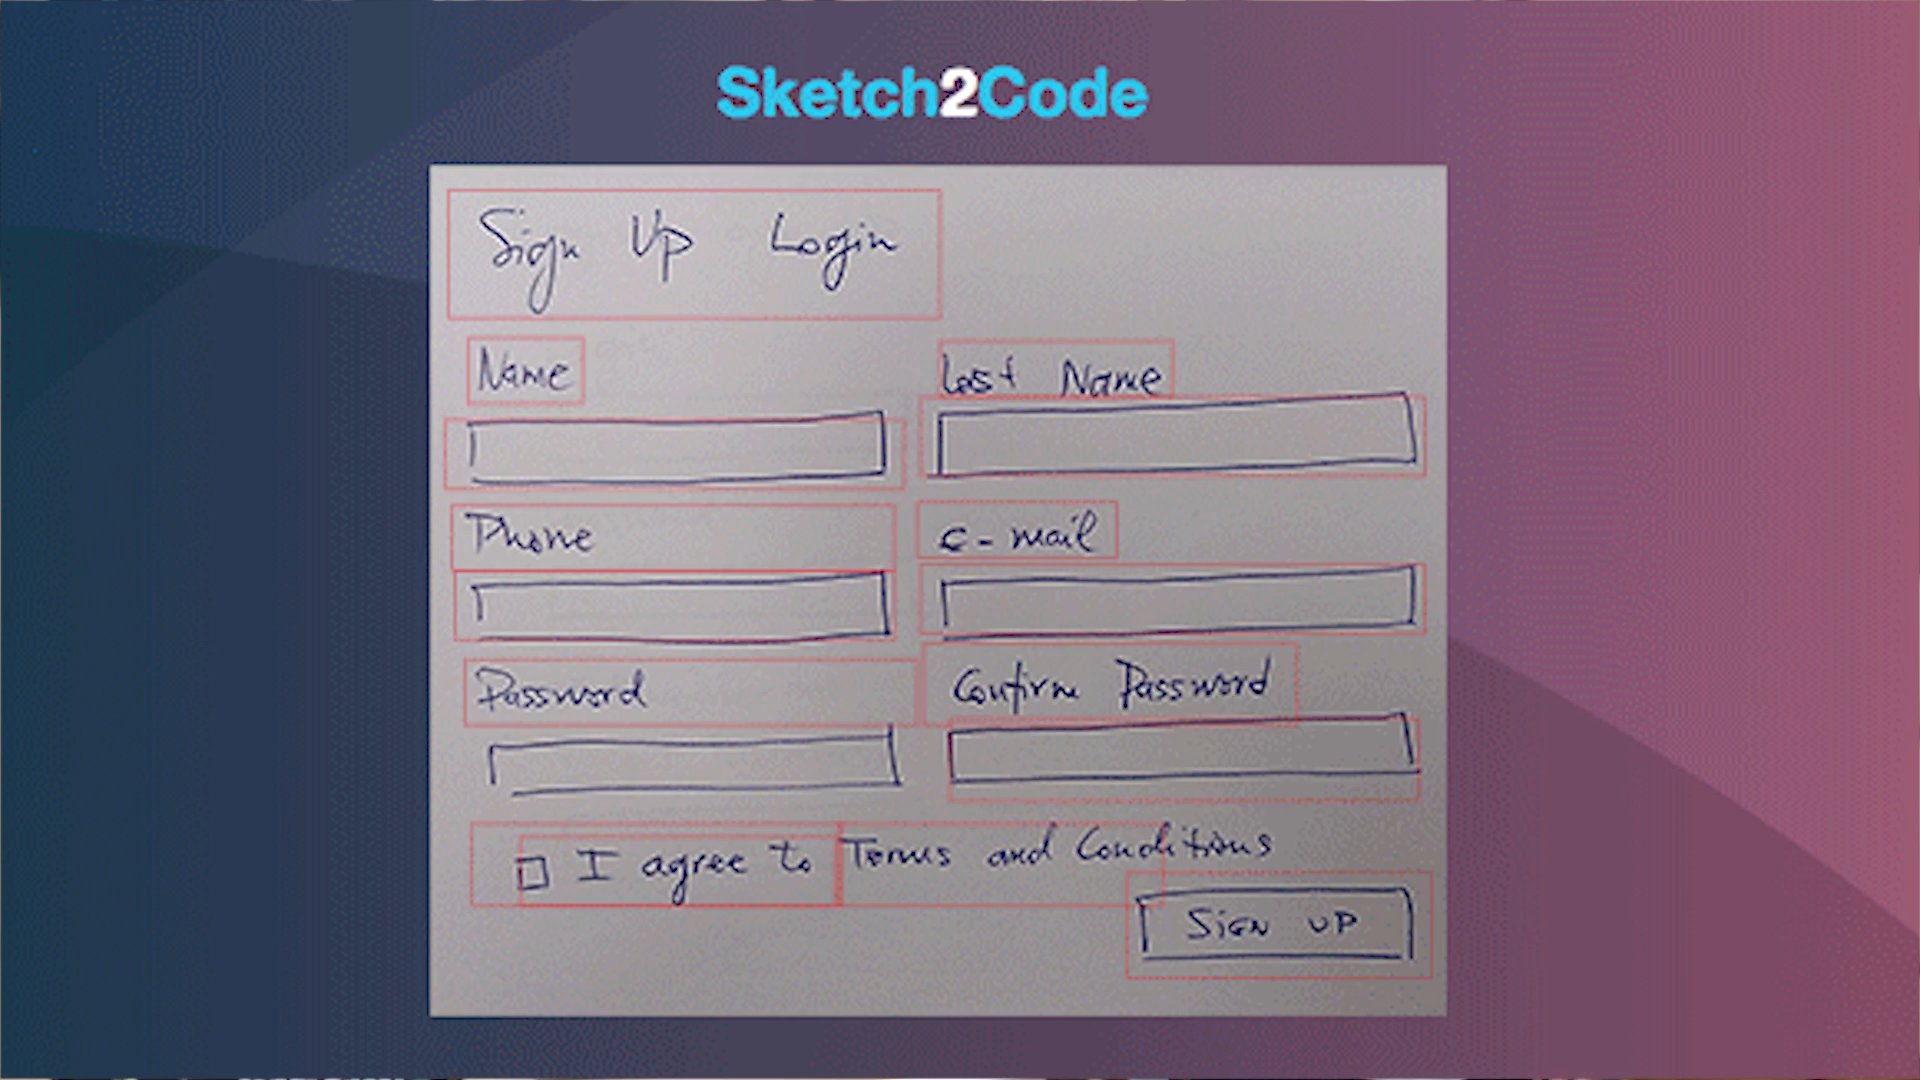 Sketch2Code
Sign Up Login
Name Last Name
Phone e-mail
Password Confirm Password
I agree to Terms and Conditions
SIGN UP